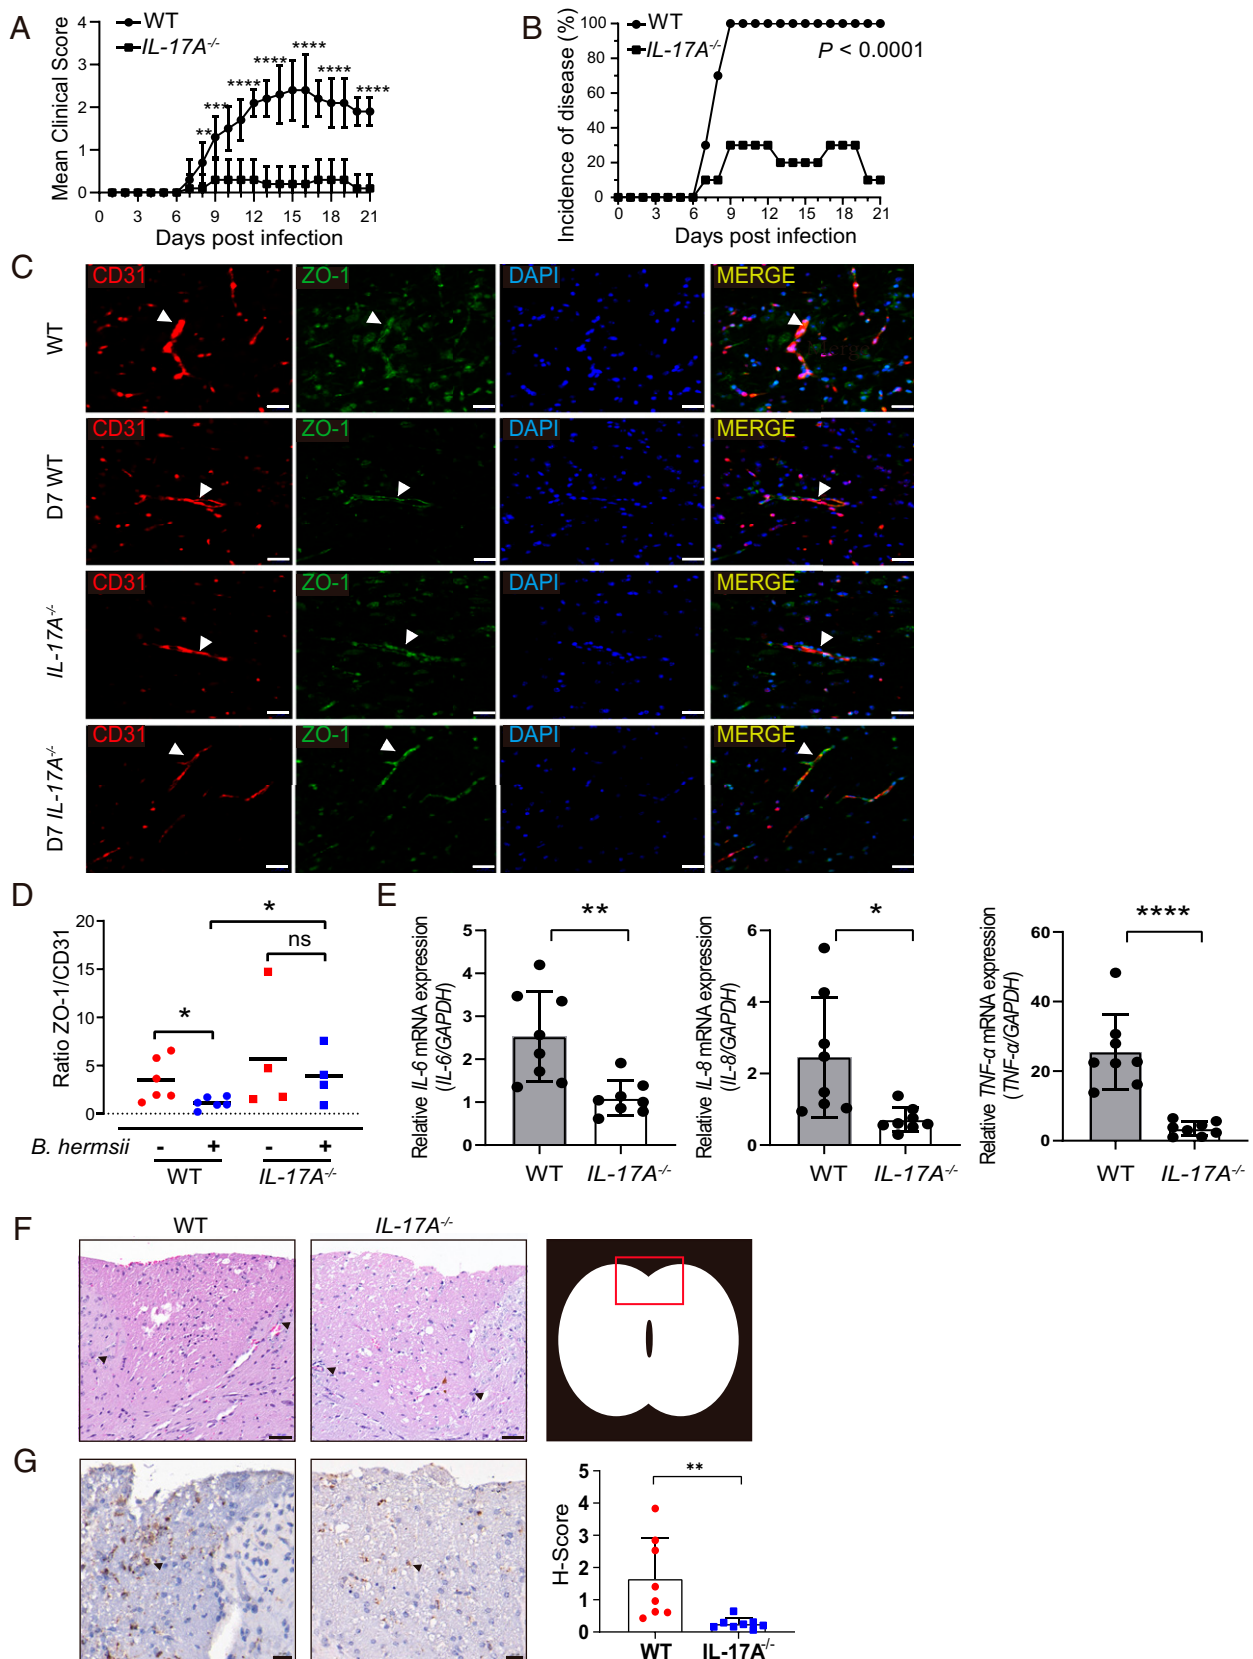 A
Mean Clinical Score
4
3
2
1
0
WT
IL-17A-/-
** *** **** **** **** **** ****
0 3 6 9 12 15 18 21
Days post infection
B
Incidence of disease (%)
100
80
60
40
20
0
WT
IL-17A-/-
P < 0.0001
0 3 6 9 12 15 18 21
Days post infection
C
WT
CD31 ZO-1 DAPI MERGE
D7 WT
CD31 ZO-1 DAPI MERGE
IL-17A-/-
CD31 ZO-1 DAPI MERGE
D7 IL-17A-/-
CD31 ZO-1 DAPI MERGE
D
Ratio ZO-1/CD31
20
15
10
5
0
*
ns
*
B. hermsii - + - +
WT IL-17A-/-
E
Relative IL-6 mRNA expression
(IL-6/GAPDH)
5
4
3
2
1
0
**
WT IL-17A-/-
Relative IL-8 mRNA expression
(IL-8/GAPDH)
6
4
2
0
*
WT IL-17A-/-
Relative TNF-α mRNA expression
(TNF-α/GAPDH)
60
40
20
0
****
WT IL-17A-/-
F
WT IL-17A-/-
G
H-Score
5
4
3
2
1
0
**
WT IL-17A-/-